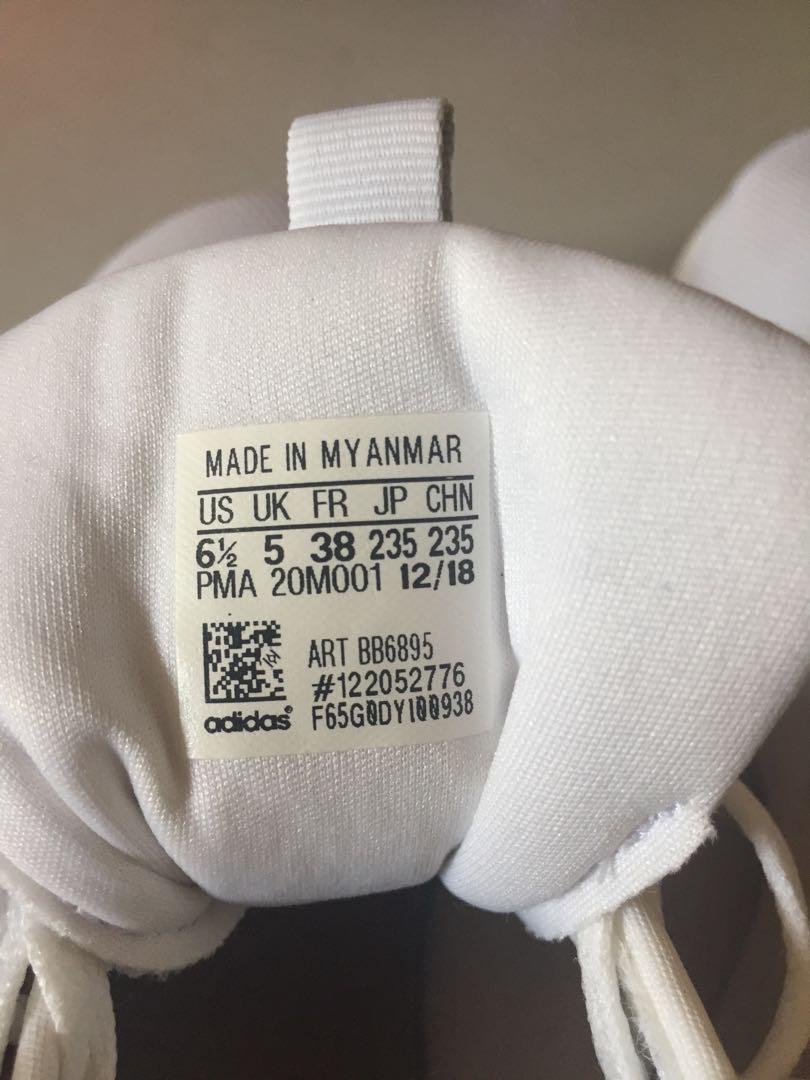 MADE IN MYANMAR
US UK FR JP CHN
6½ 5 38 235 235
PMA 20M001 12/18
ART BB6895
#122052776
adidas® F65G0DY100938